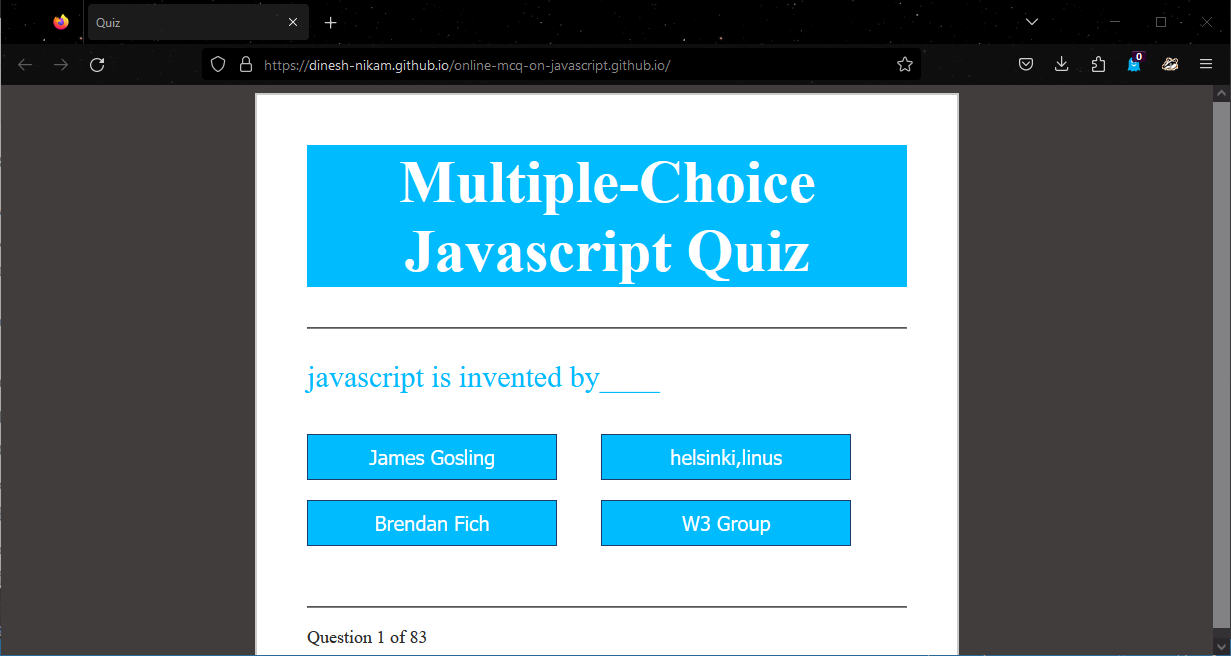 Quiz
https://dinesh-nikam.github.io/online-mcq-on-javascript.github.io/
0
Multiple-Choice
Javascript Quiz
javascript is invented by____
James Gosling
helsinki,linus
Brendan Fich
W3 Group
Question 1 of 83